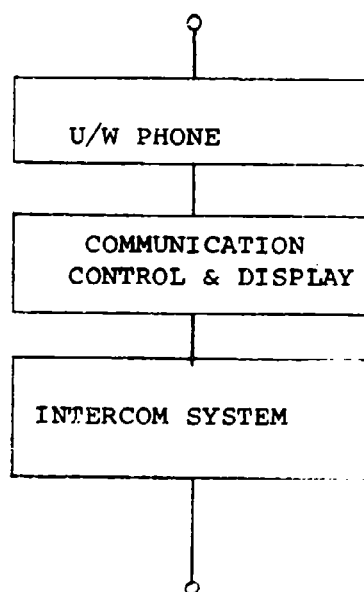 U/W PHONE
COMMUNICATION
CONTROL & DISPLAY
INTERCOM SYSTEM